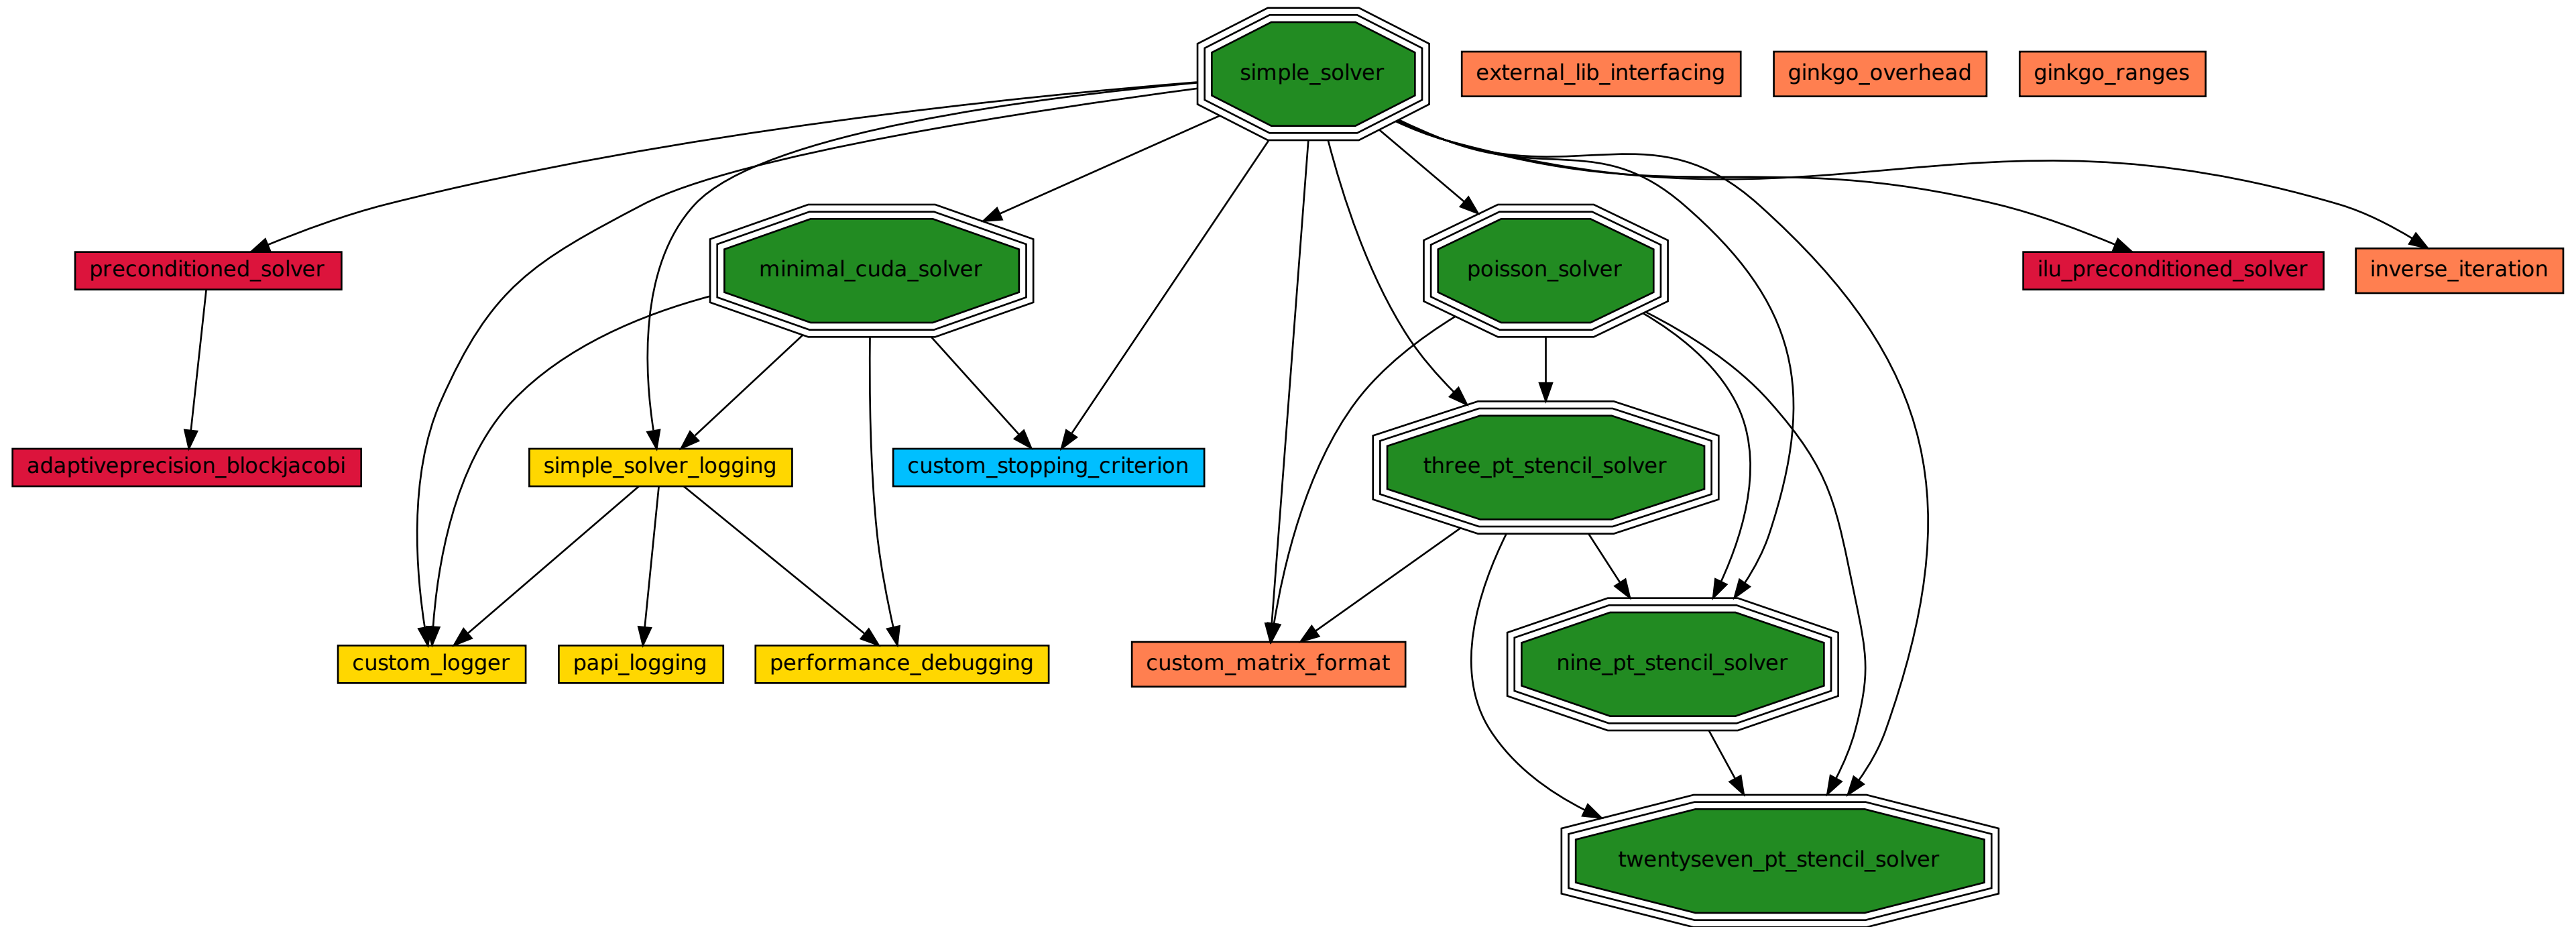 simple_solver
external_lib_interfacing
ginkgo_overhead
ginkgo_ranges
preconditioned_solver
minimal_cuda_solver
poisson_solver
ilu_preconditioned_solver
inverse_iteration
adaptiveprecision_blockjacobi
simple_solver_logging
custom_stopping_criterion
three_pt_stencil_solver
custom_logger
papi_logging
performance_debugging
custom_matrix_format
nine_pt_stencil_solver
twentyseven_pt_stencil_solver